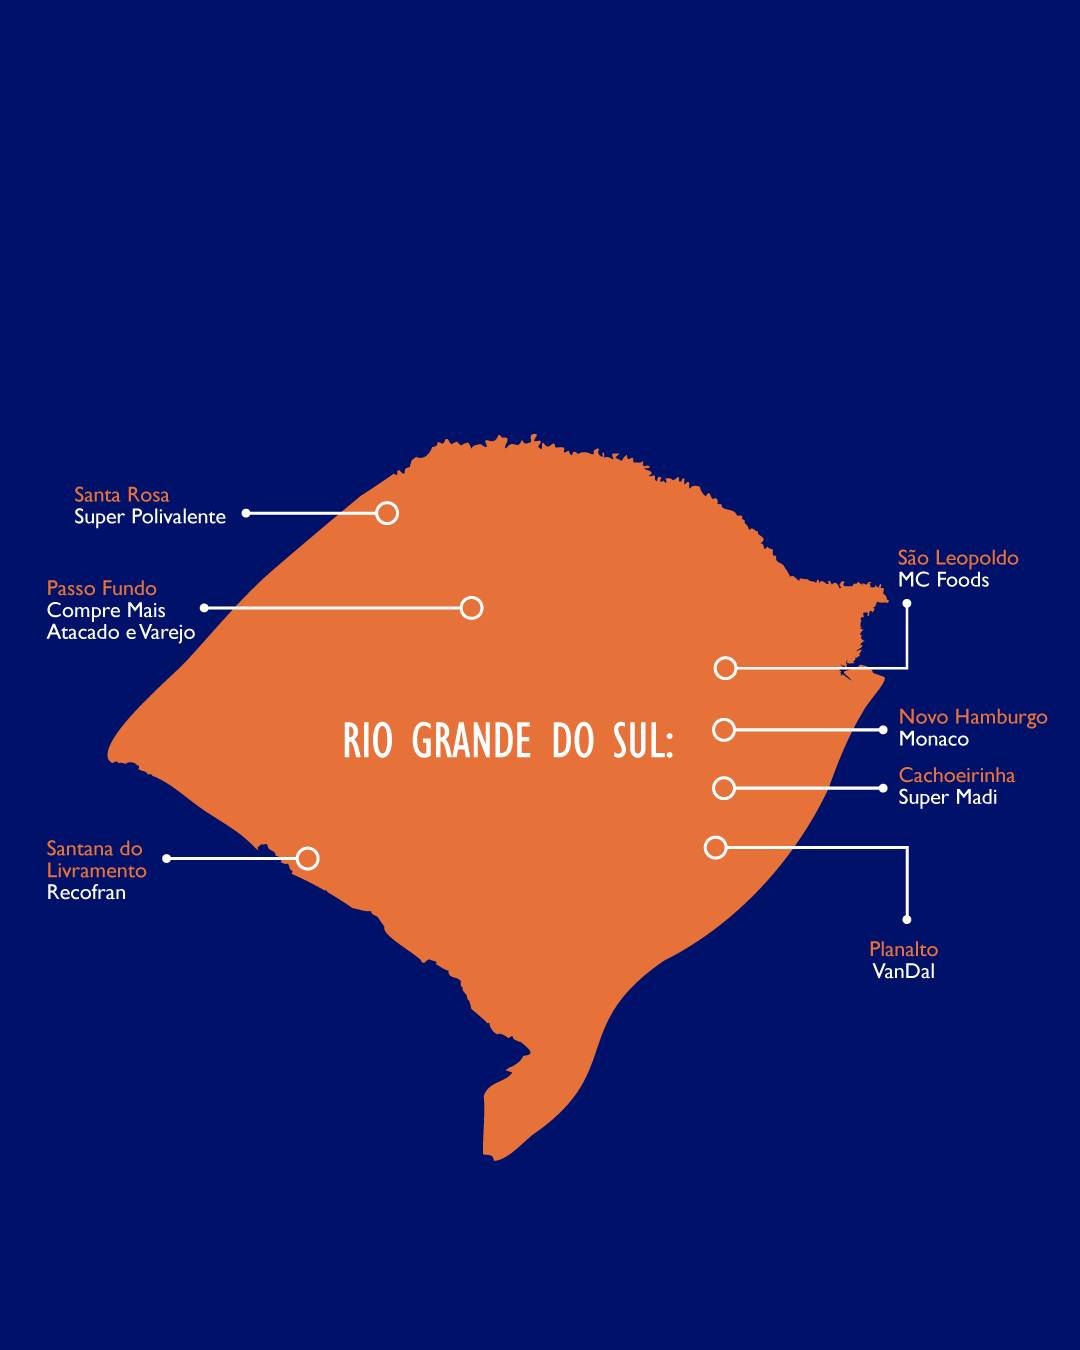 Santa Rosa
Super Polivalente
Passo Fundo
Compre Mais
Atacado e Varejo
São Leopoldo
MC Foods
RIO GRANDE DO SUL:
Novo Hamburgo
Monaco
Cachoeirinha
Super Madi
Santana do
Livramento
Recofran
Planalto
VanDal